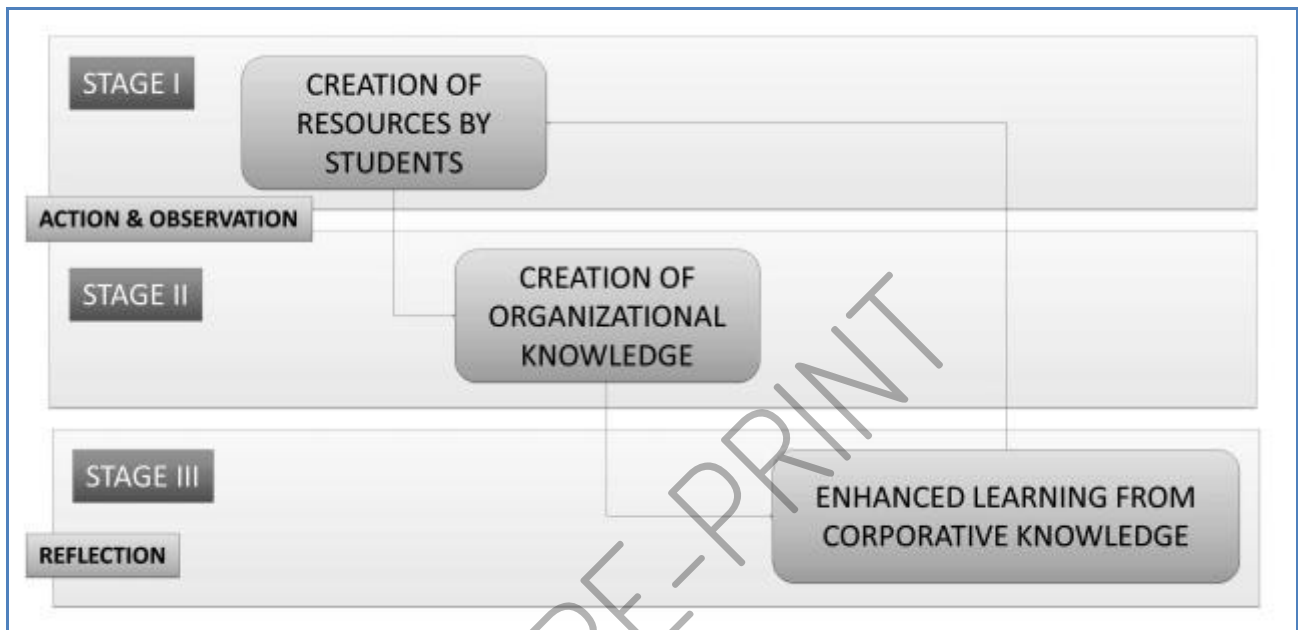 STAGE I
CREATION OF
RESOURCES BY
STUDENTS
ACTION & OBSERVATION
STAGE II
CREATION OF
ORGANIZATIONAL
KNOWLEDGE
STAGE III
ENHANCED LEARNING FROM
CORPORATIVE KNOWLEDGE
REFLECTION
RE-PRINT